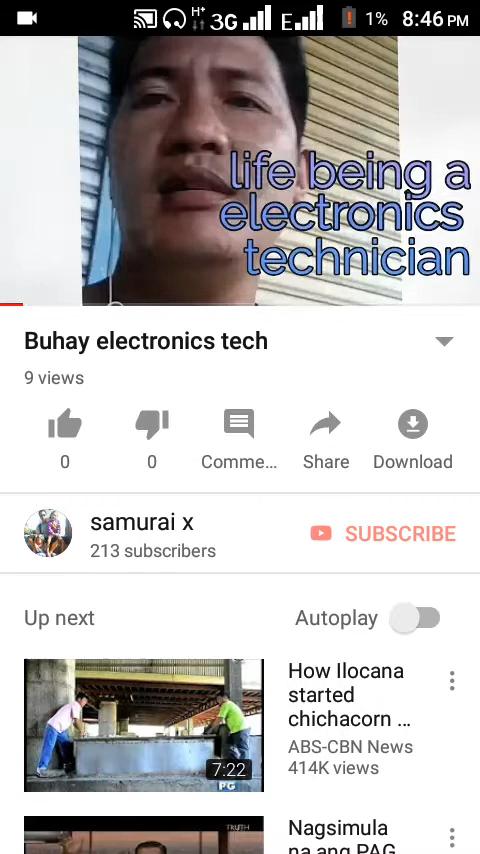 H+ 3G E 1% 8:46 PM
life being a
electronics
technician
Buhay electronics tech
9 views
0 0 Comme... Share Download
samurai x
SUBSCRIBE
213 subscribers
Up next Autoplay
How Ilocana
started
chichacorn ...
ABS-CBN News
414K views
7:22
PG
TRUTH
Nagsimula
na ang PAG